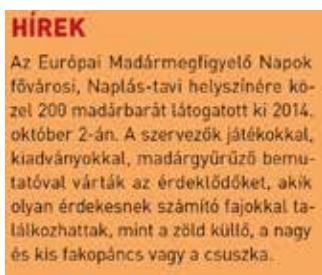 HÍREK
Az Európai Madármegfigyelő Napok
fővárosi, Naplás-tavi helyszínére kö-
zel 200 madárbarát látogatott ki 2014.
október 2-án. A szervezők játékokkal,
kiadványokkal, madárgyűrűző bemu-
tatóval várták az érdeklődőket, akik
olyan érdekesnek számító fajokkal ta-
lálkozhattak, mint a zöld küllő, a nagy
és kis fakopáncs vagy a csuszka.